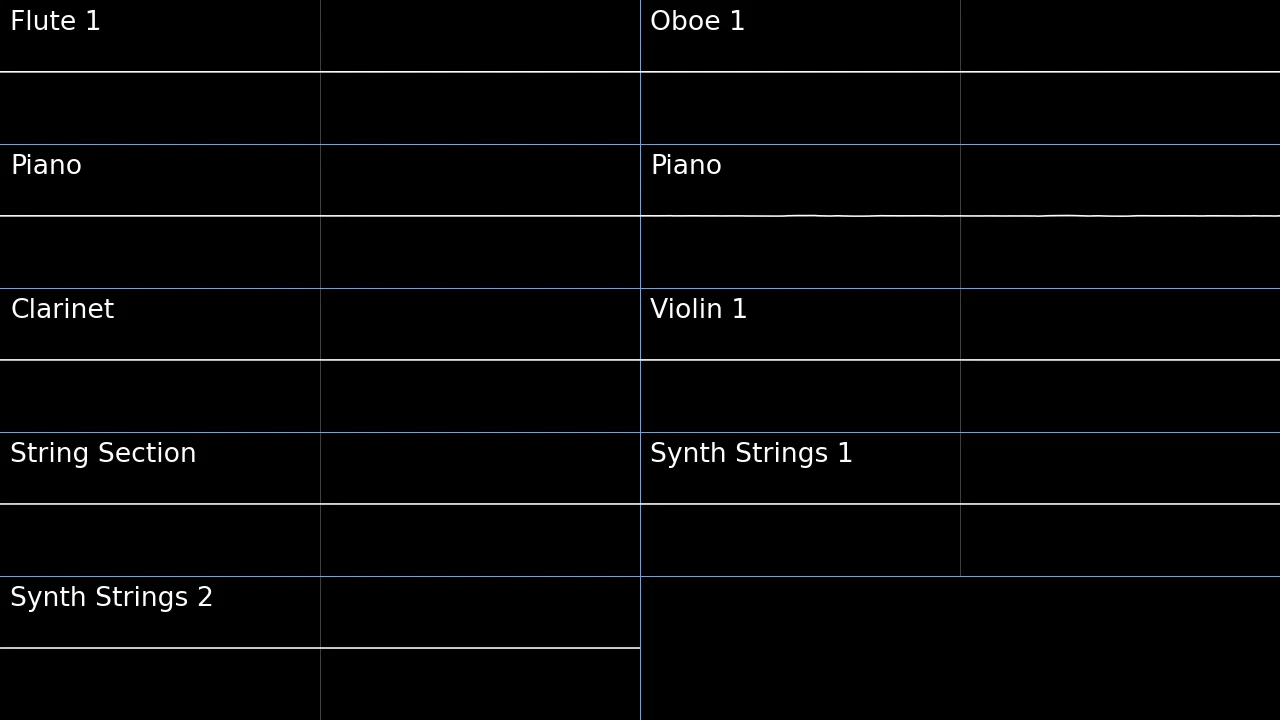 Flute 1
Oboe 1
Piano
Piano
Clarinet
Violin 1
String Section
Synth Strings 1
Synth Strings 2